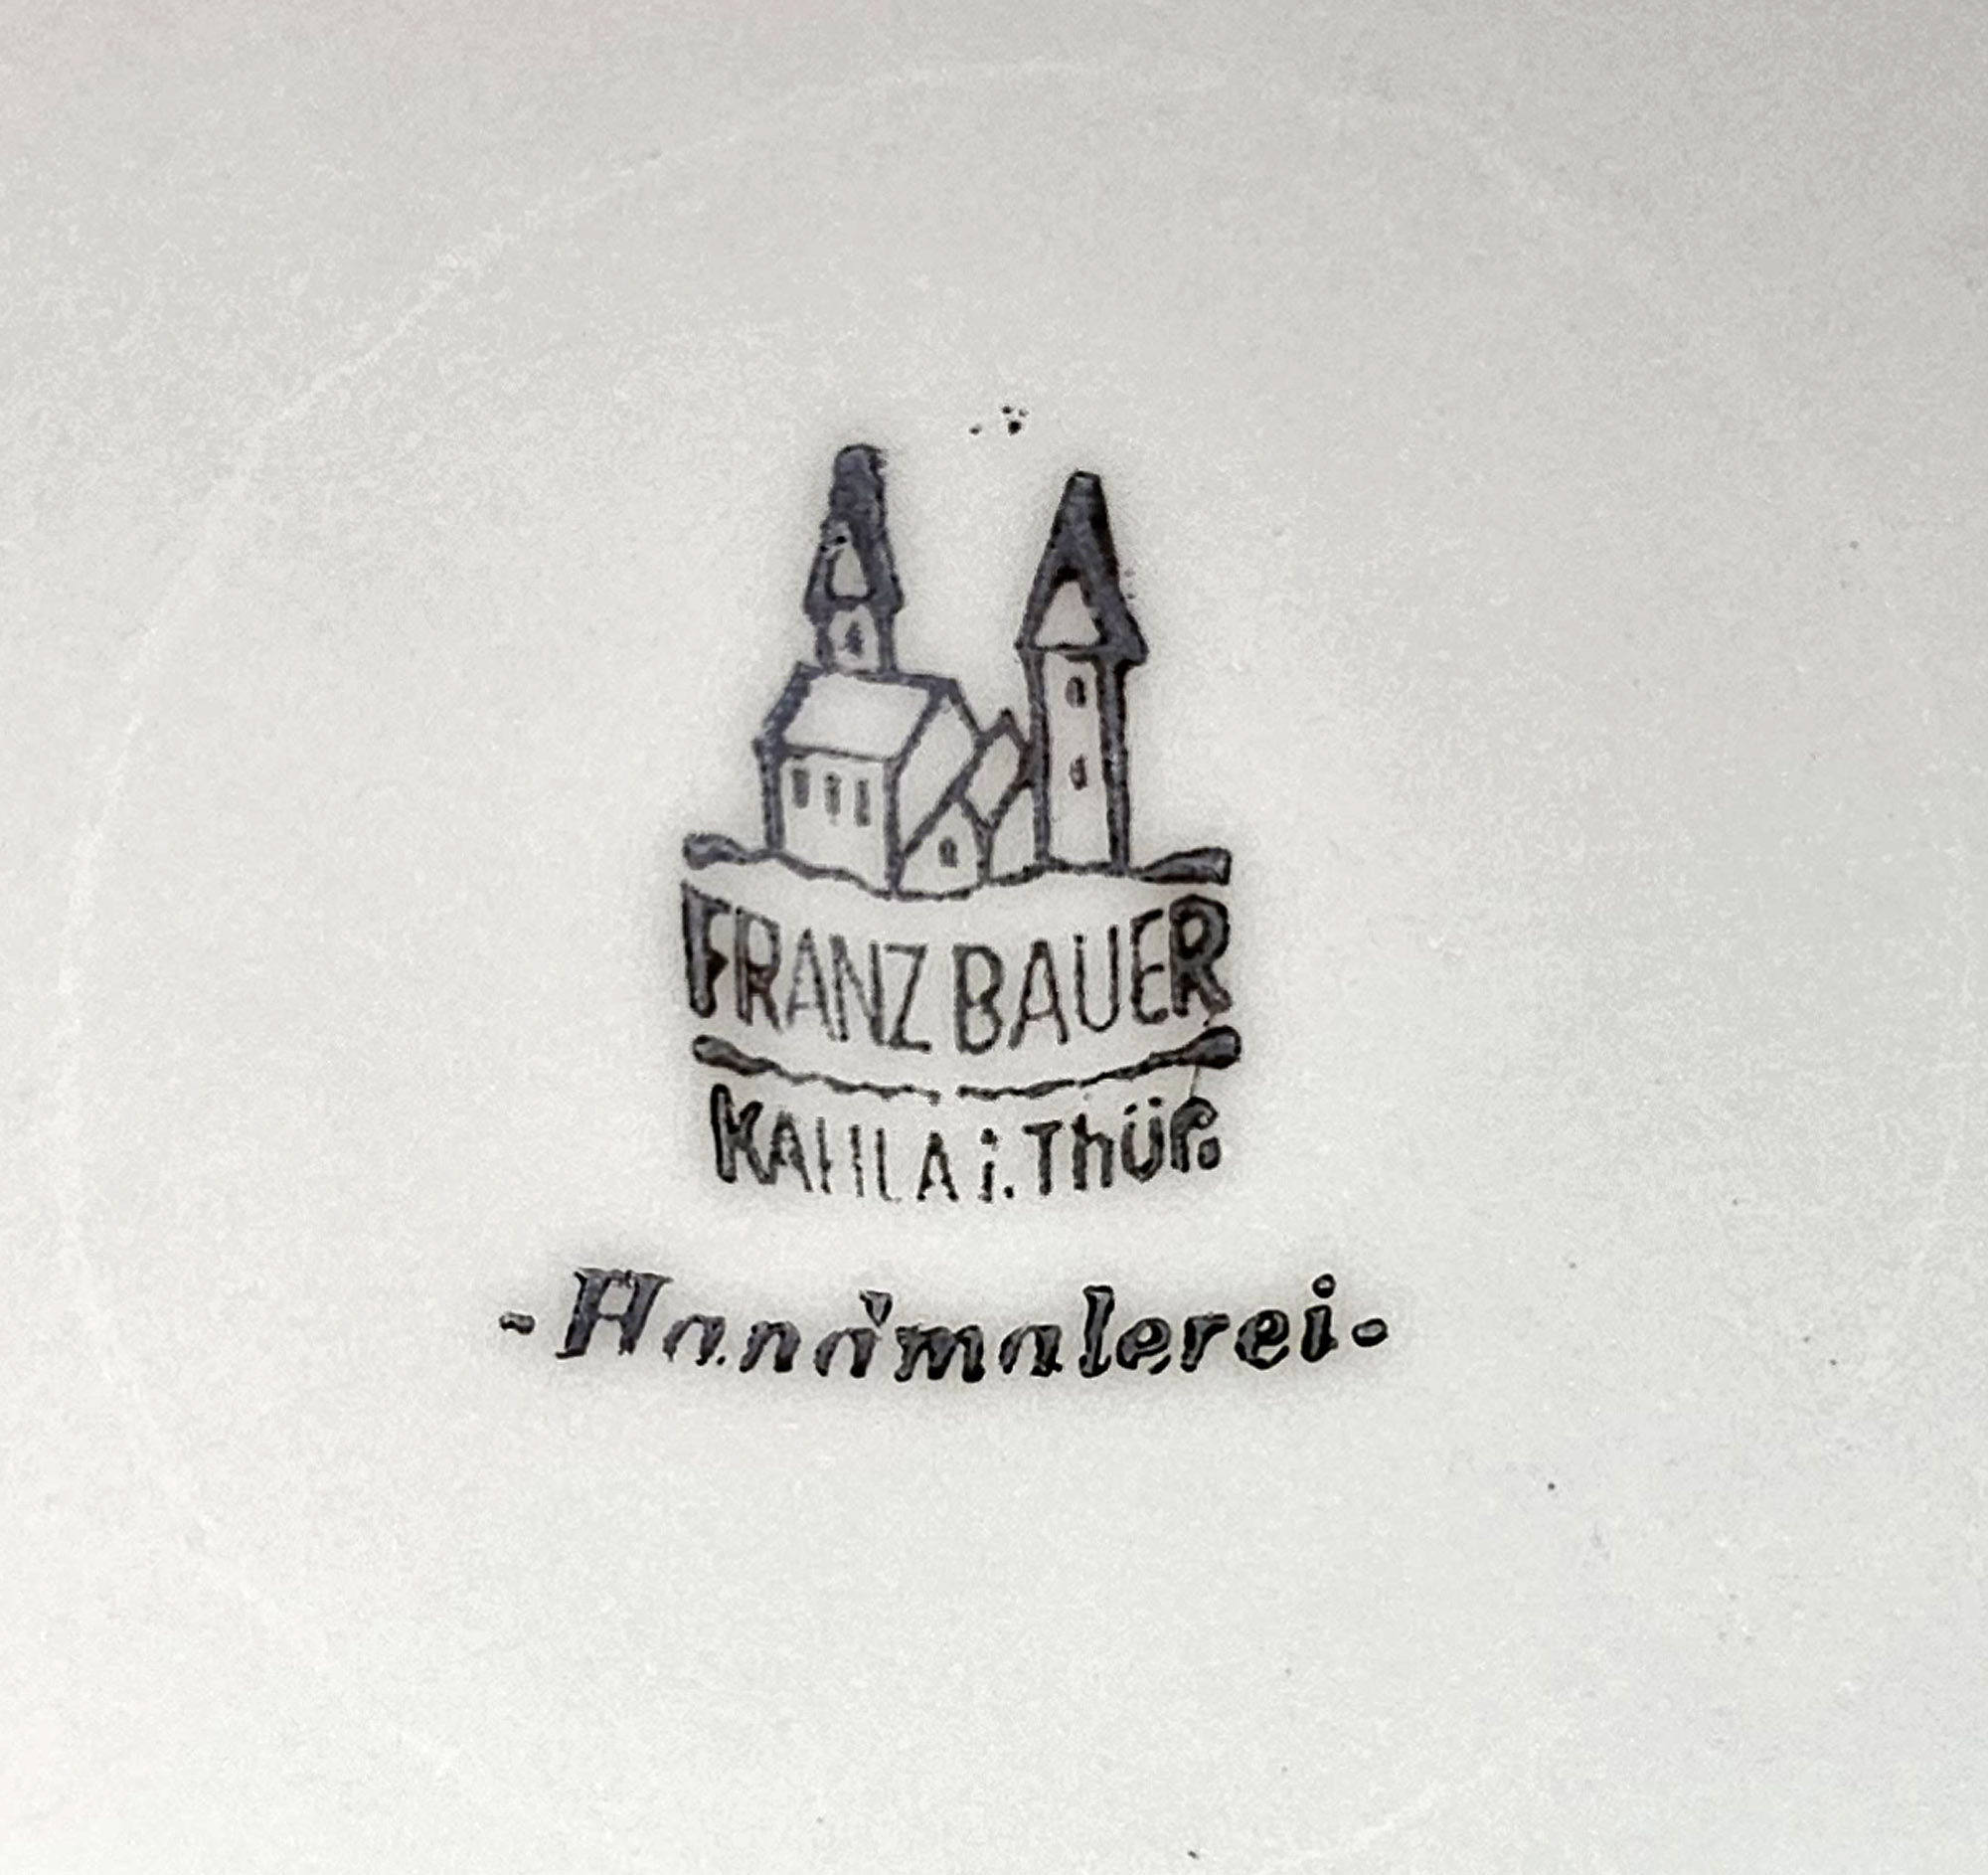 FRANZ BAUER
KAHLA i. Thür.
- Handmalerei -